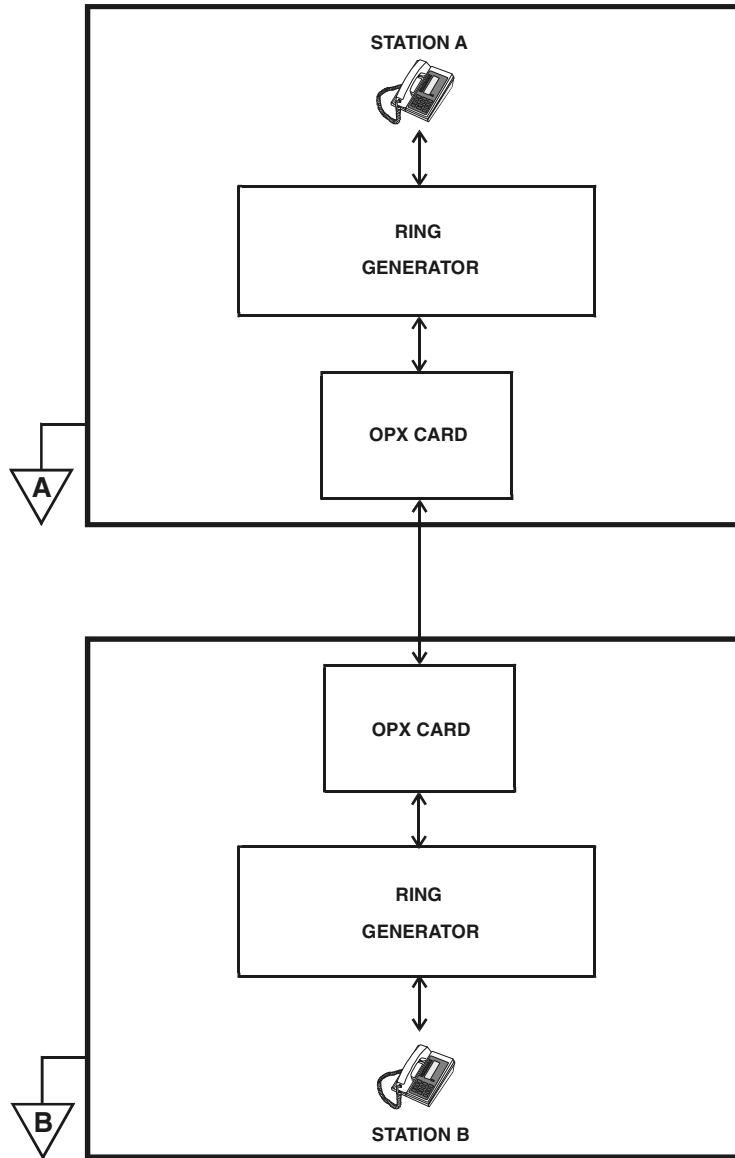 STATION A
RING
GENERATOR
OPX CARD
A
OPX CARD
RING
GENERATOR
B
STATION B